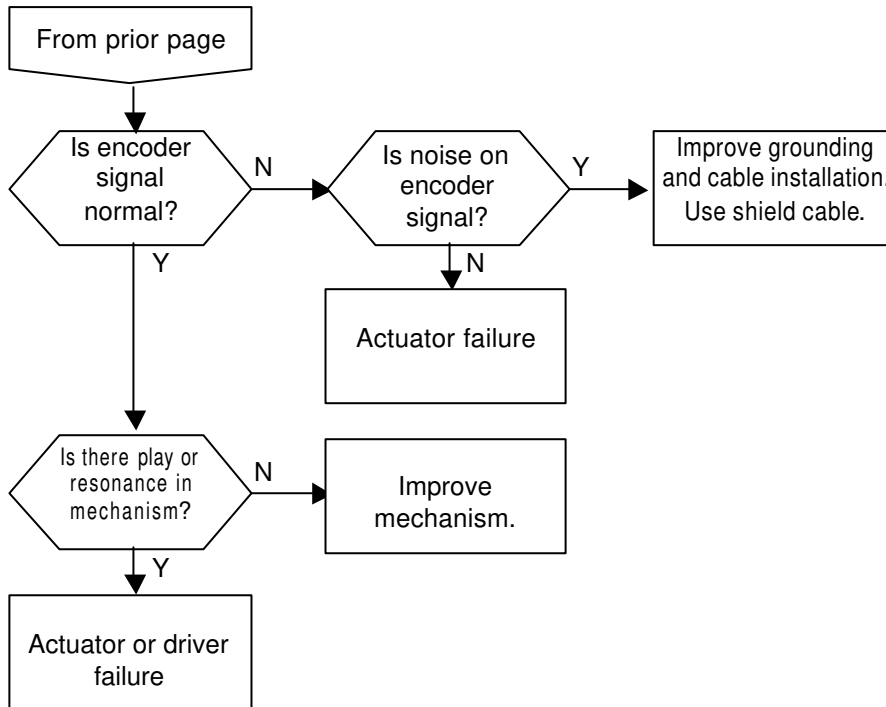 From prior page
Is encoder
signal
normal?
N
Is noise on
encoder
signal?
Y
Improve grounding
and cable installation.
Use shield cable.
Y
N
Actuator failure
Is there play or
resonance in
mechanism?
N
Improve
mechanism.
Y
Actuator or driver
failure